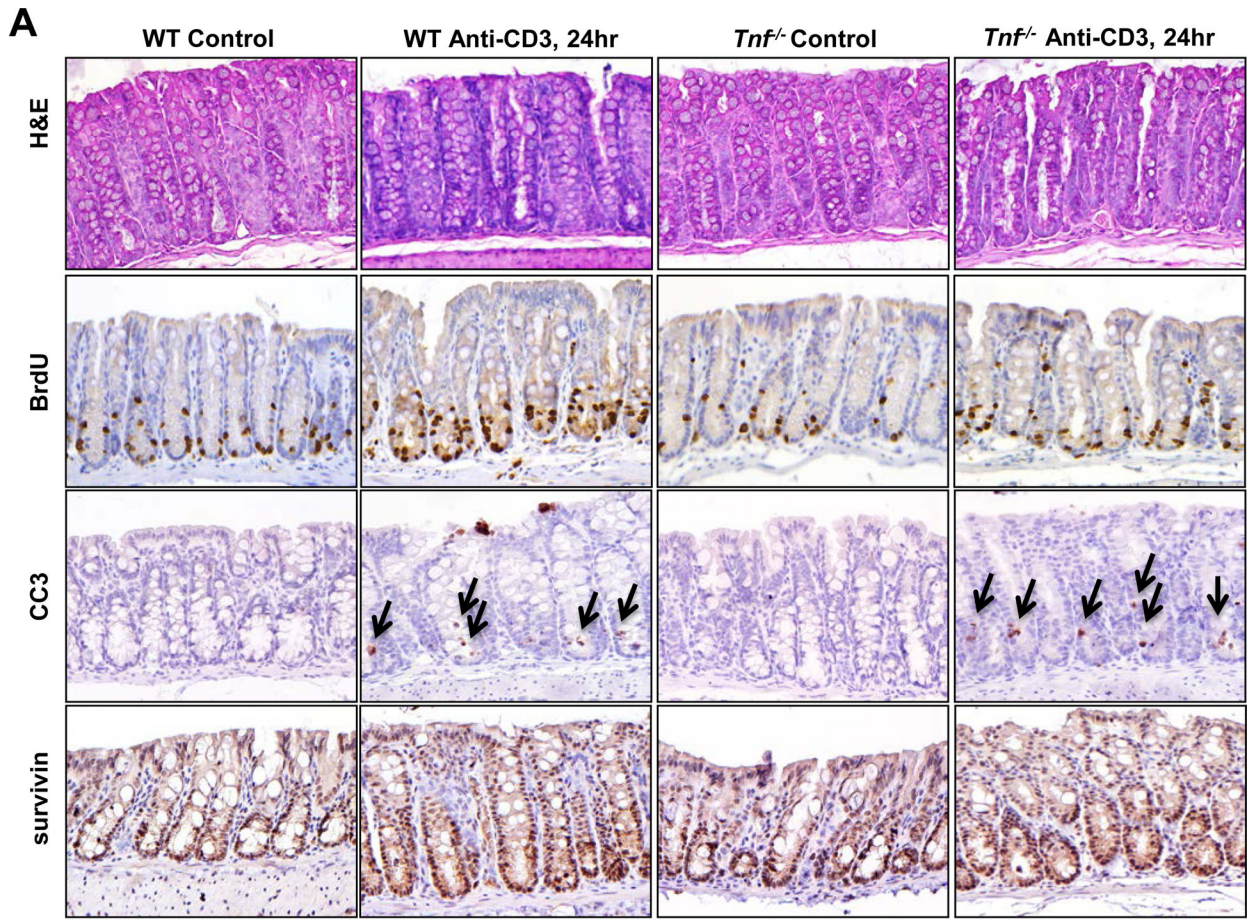 A
WT Control
WT Anti-CD3, 24hr
Tnf-/- Control
Tnf-/- Anti-CD3, 24hr
H&E
BrdU
CC3
survivin